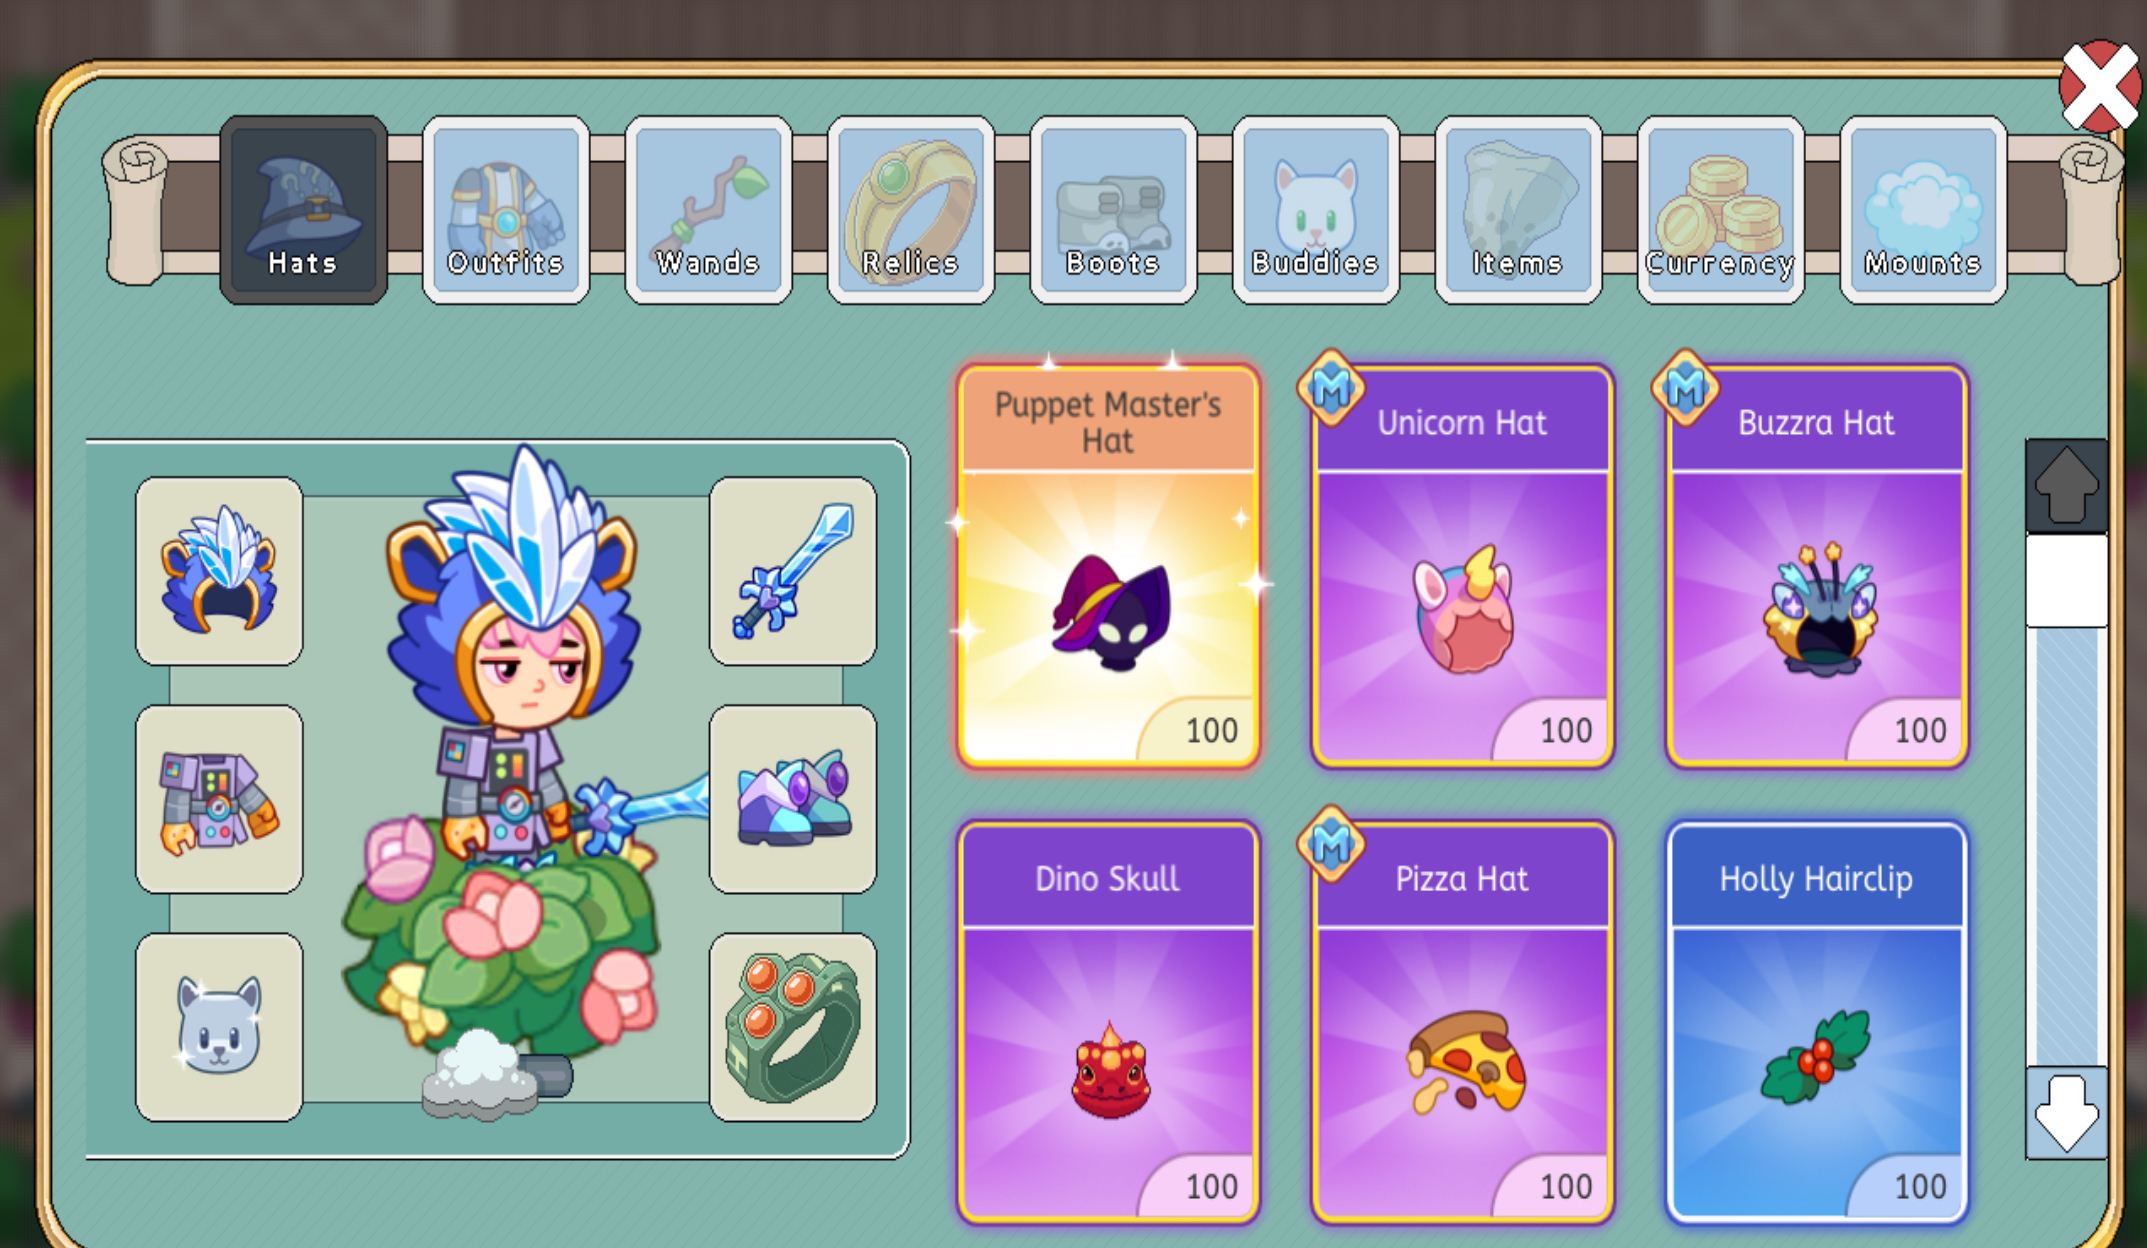 Hats
Outfits
Wands
Relics
Boots
Buddies
Items
Currency
Mounts
Puppet Master's
Hat
100
M
Unicorn Hat
100
M
Buzzra Hat
100
Dino Skull
100
M
Pizza Hat
100
Holly Hairclip
100